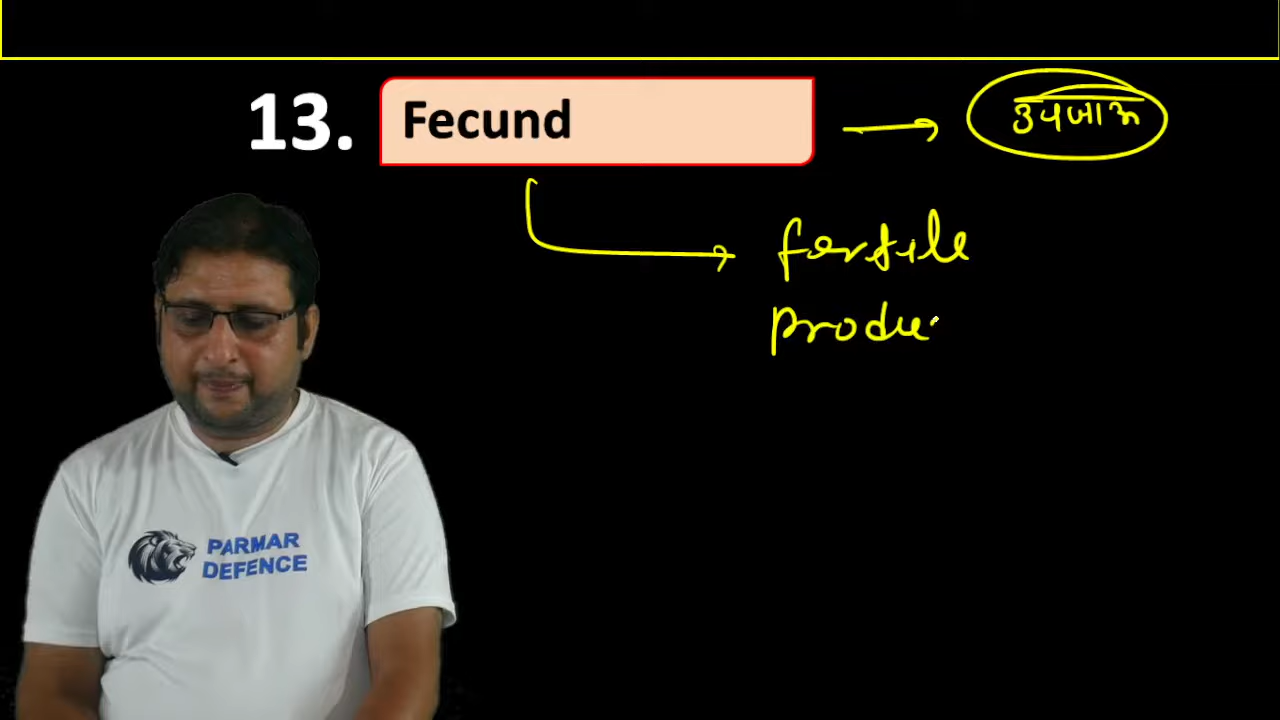 13. Fecund → उपजाऊ
fertile
produ
PARMAR
DEFENCE